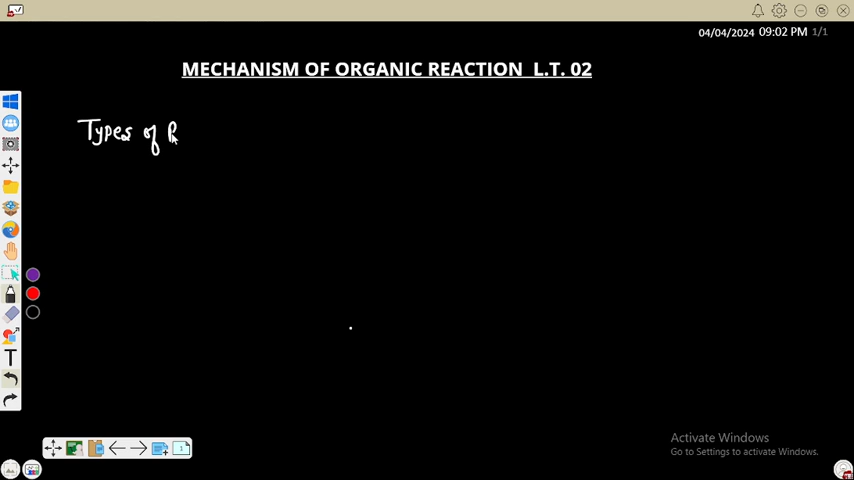 04/04/2024 09:02 PM 1/1
MECHANISM OF ORGANIC REACTION L.T. 02
Types of R
T
1
Activate Windows
Go to Settings to activate Windows.